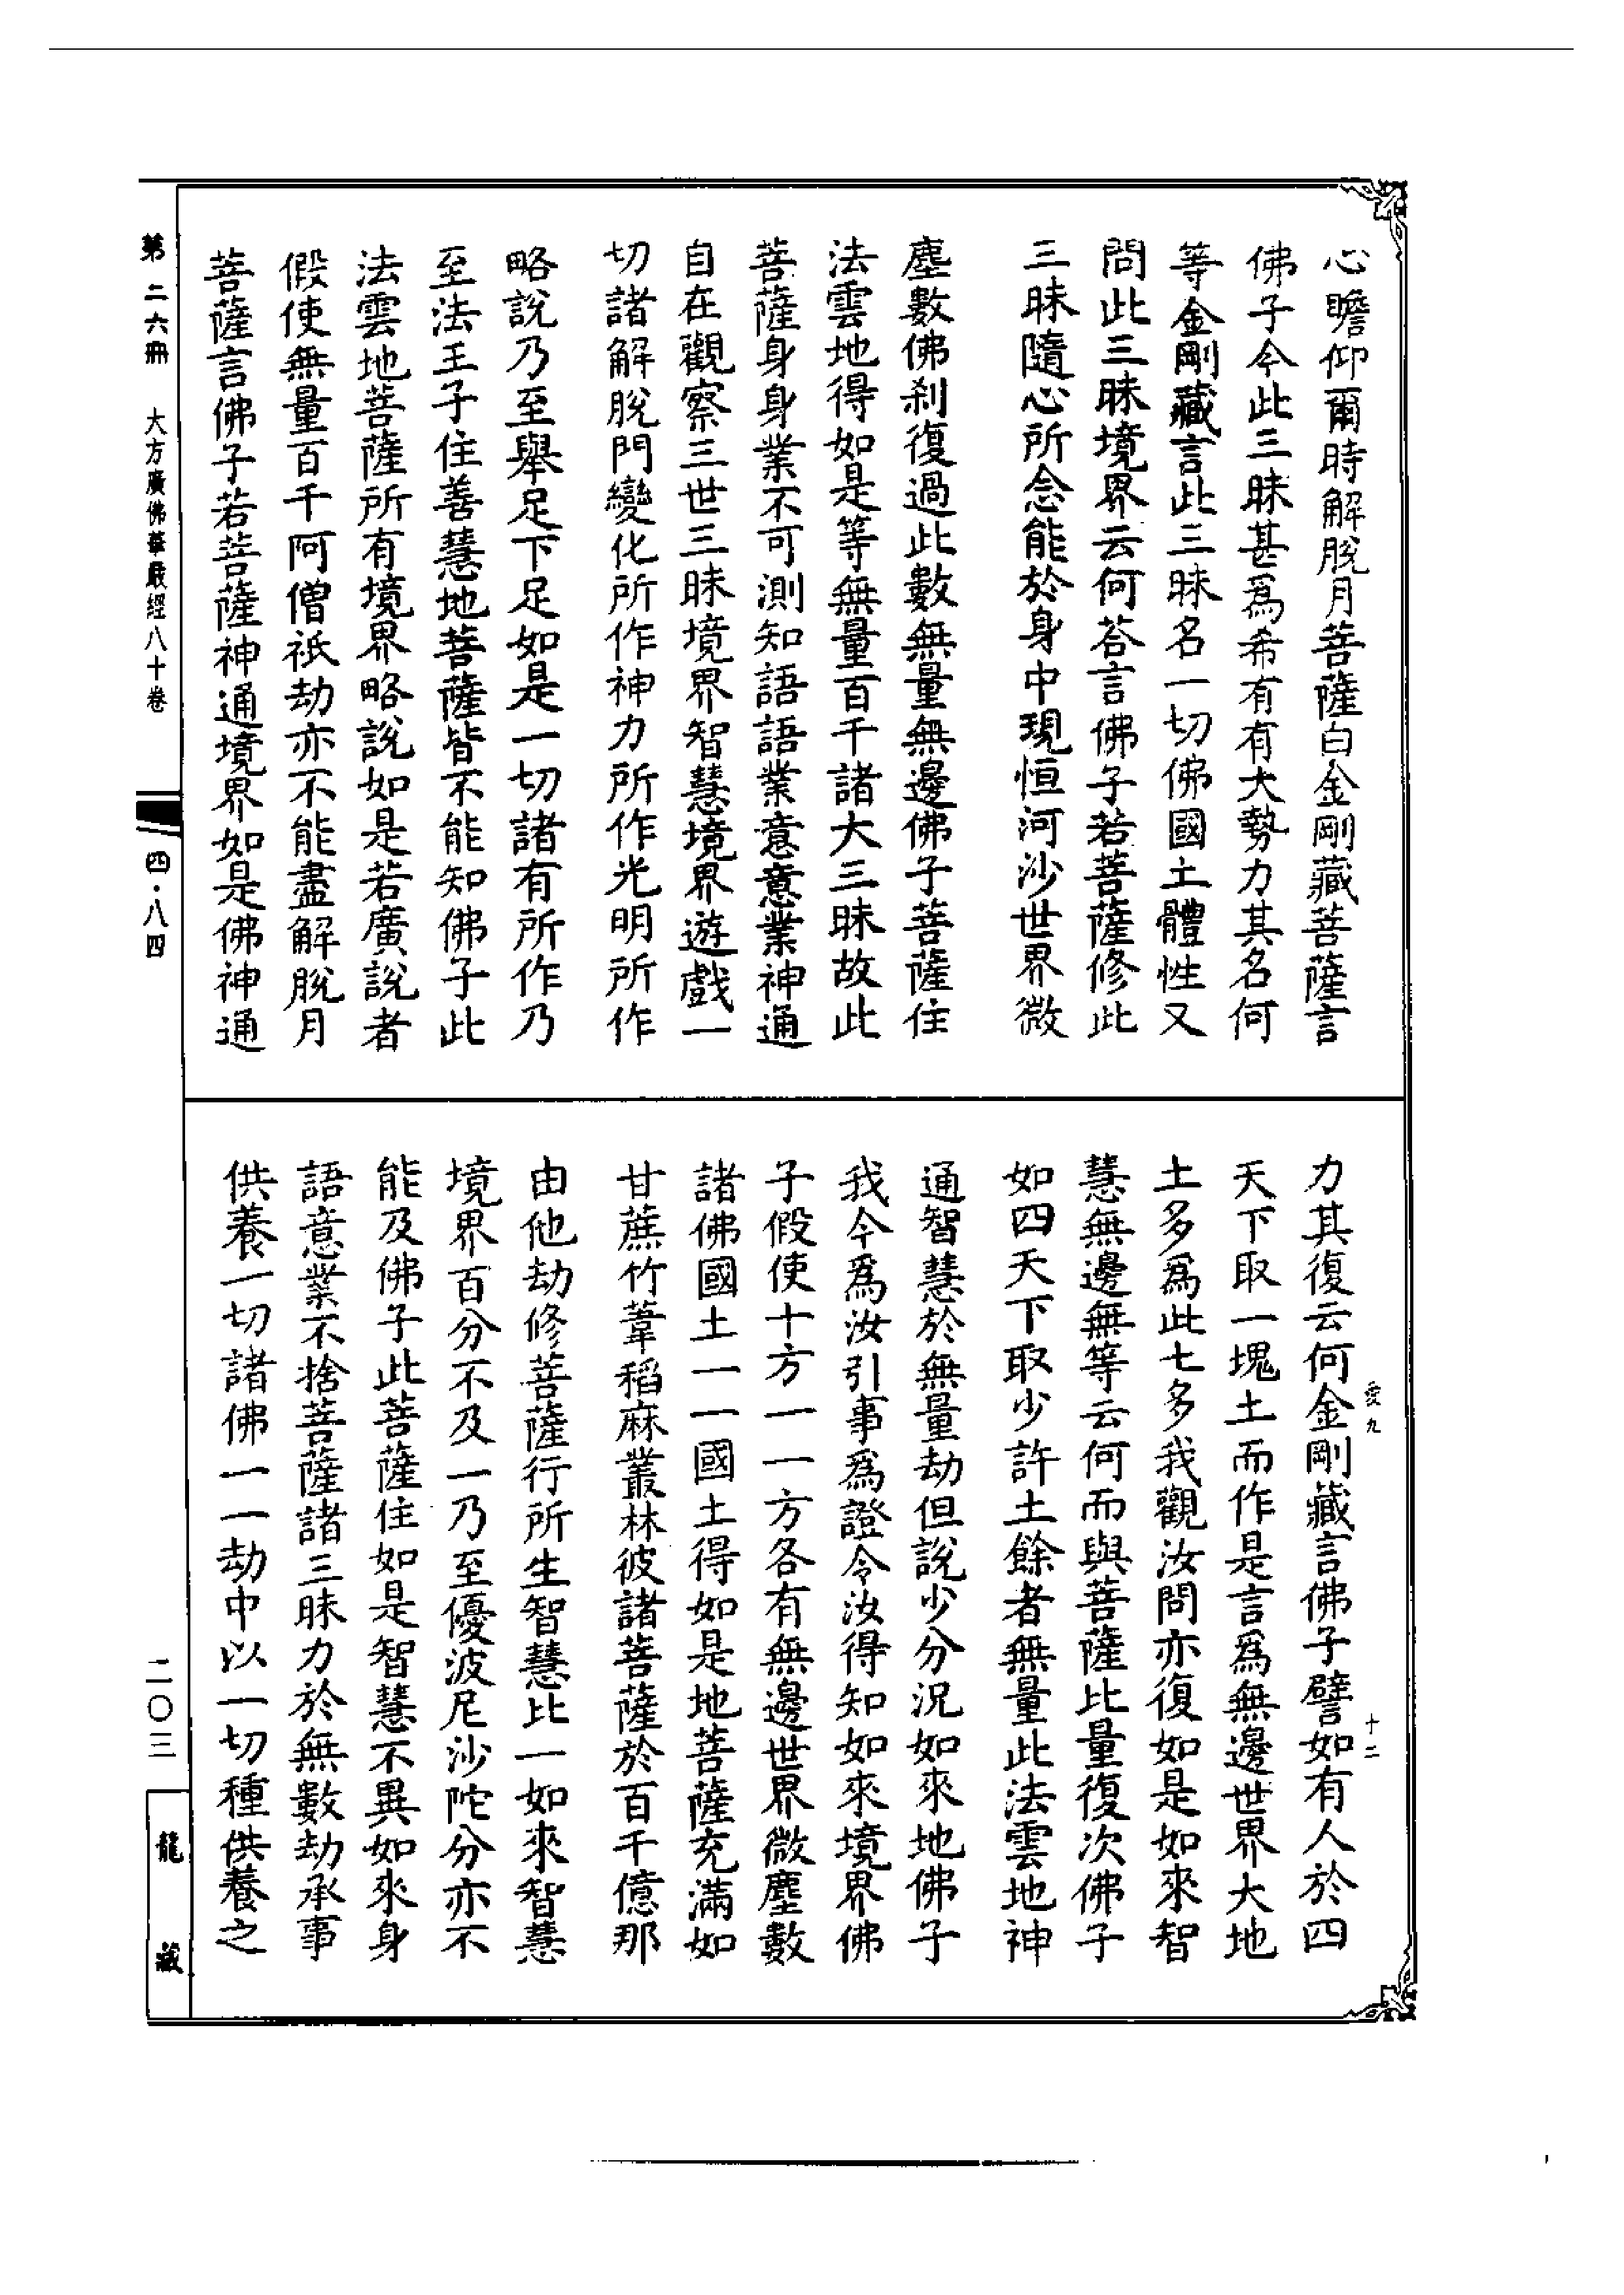 心瞻仰爾時解脫月菩薩白金剛藏菩薩言
佛子今此三昧甚爲希有有大勢力其名何
等金剛藏言此三昧名一切佛國土體性又
問此三昧境界云何荅言佛子若菩薩修此
三昧隨心所念能於身中現恒河沙世界微
塵數佛刹復過此數無量無邊佛子菩薩住
法雲地得如是等無量百千諸大三昧故此
菩薩身身業不可測知語語業意意業神通
自在觀察三世三昧境界智慧境界遊戲一
切諸解脫門變化所作神力所作光明所作
略說乃至舉足下足如是一切諸有所作乃
至法王子住善慧地菩薩皆不能知佛子此
法雲地菩薩所有境界略說如是若廣說者
假使無量百千阿僧祇劫亦不能盡解脫月
菩薩言佛子若菩薩神通境界如是佛神通
力其復云何金剛藏言佛子譬如有人於四
天下取一塊土而作是言爲無邊世界大地
土多爲此七多我觀汝問亦復如是如來智
慧無邊無等云何而與菩薩比量復次佛子
如四天下取少許土餘者無量此法雲地神
通智慧於無量劫但說少分況如來地佛子
我今爲汝引事爲證令汝得知如來境界佛
子假使十方一一方各有無邊世界微塵數
諸佛國土一一國土得如是地菩薩充滿如
甘蔗竹葦稻麻叢林彼諸菩薩於百千億那
由他劫修菩薩行所生智慧比一如來智慧
境界百分不及一乃至優波尼沙陀分亦不
能及佛子此菩薩住如是智慧不異如來身
語意業不捨菩薩諸三昧力於無數劫承事
供養一切諸佛一一劫中以一切種供養之
愛九
十二
第二六冊 大方廣佛華嚴經八十卷
四·八四
二〇三
龍藏